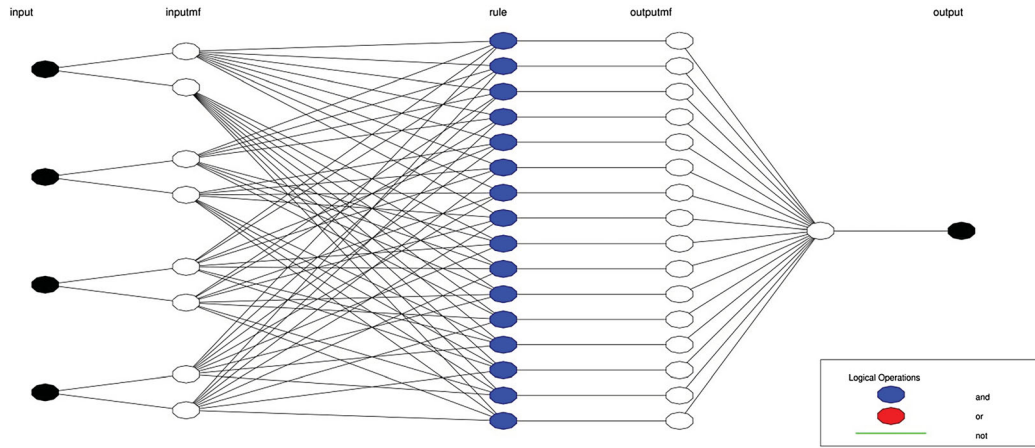 input inputmf rule outputmf output
Logical Operations
and
or
not